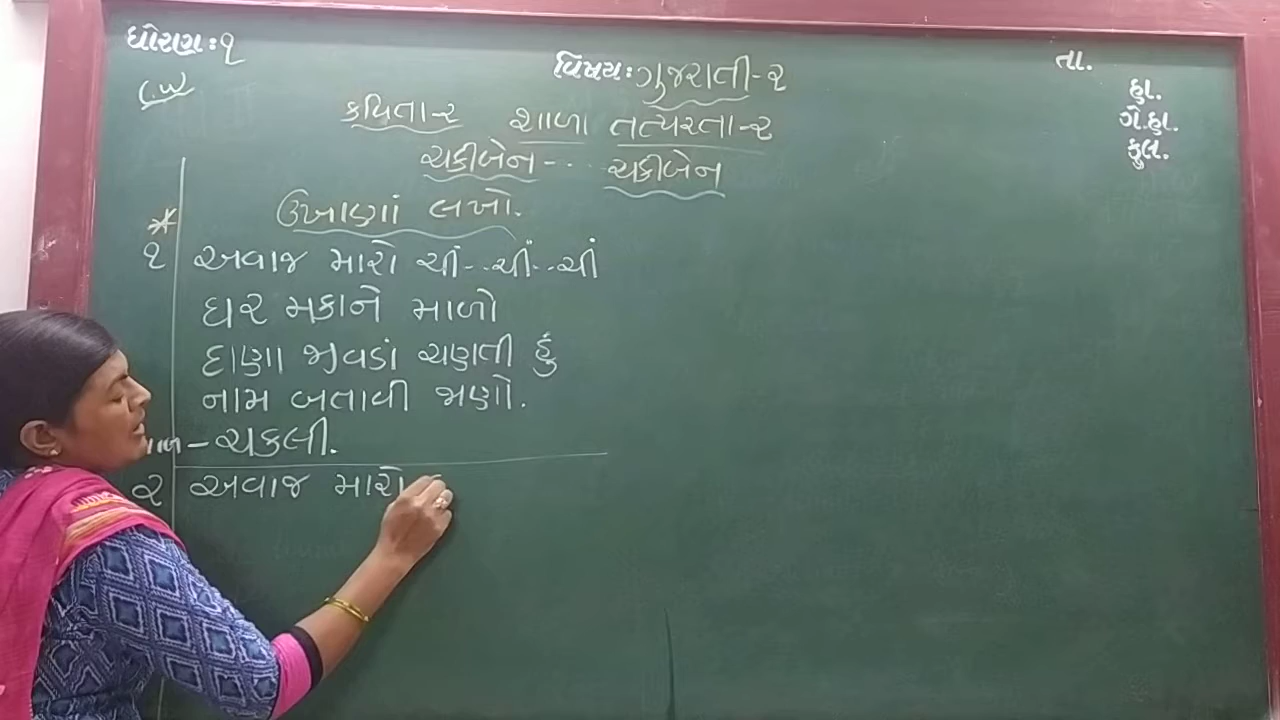 ધોરણ: ૧
વિષય: ગુજરાતી-૨
તા.
C.W
હા.
ગે.હા.
કુલ.
કવિતા-૨ શાળા તત્પરતા-૨
ચકીબેન-... ચકીબેન
ઉખાણાં લખો.
*
૧ અવાજ મારો ચીં-..ચીં..ચીં
ઘર મકાને માળો
દાણા જીવડાં ચણતી હું
નામ બતાવી જાણો.
- ચકલી.
૨ અવાજ મારો